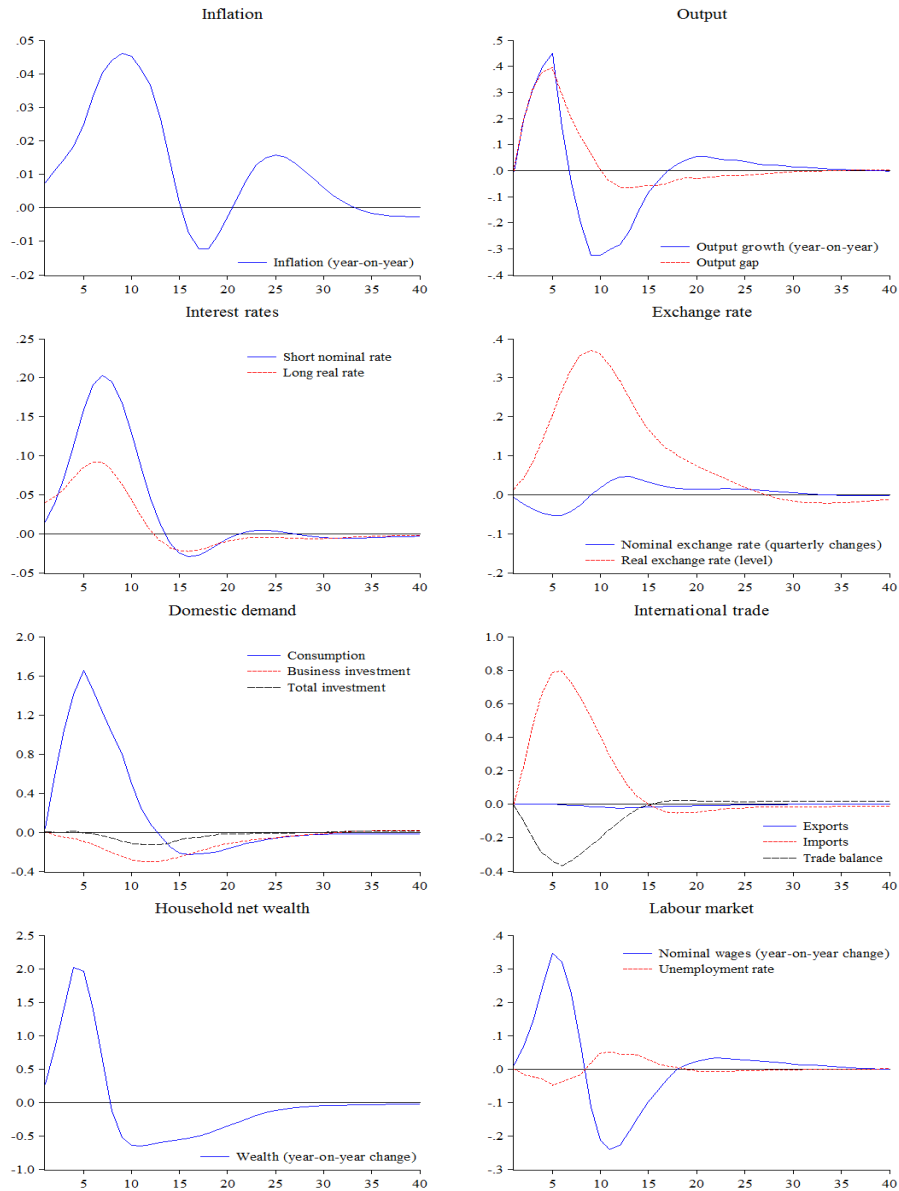 Inflation
.05
.04
.03
.02
.01
.00
-.01
-.02
Inflation (year-on-year)
5 10 15 20 25 30 35 40
Output
.5
.4
.3
.2
.1
.0
-.1
-.2
-.3
-.4
Output growth (year-on-year)
Output gap
5 10 15 20 25 30 35 40
Interest rates
.25
.20
.15
.10
.05
.00
-.05
Short nominal rate
Long real rate
5 10 15 20 25 30 35 40
Exchange rate
.4
.3
.2
.1
.0
-.1
-.2
Nominal exchange rate (quarterly changes)
Real exchange rate (level)
5 10 15 20 25 30 35 40
Domestic demand
2.0
1.6
1.2
0.8
0.4
0.0
-0.4
Consumption
Business investment
Total investment
5 10 15 20 25 30 35 40
International trade
1.0
0.8
0.6
0.4
0.2
0.0
-0.2
-0.4
Exports
Imports
Trade balance
5 10 15 20 25 30 35 40
Household net wealth
2.5
2.0
1.5
1.0
0.5
0.0
-0.5
-1.0
Wealth (year-on-year change)
5 10 15 20 25 30 35 40
Labour market
.4
.3
.2
.1
.0
-.1
-.2
-.3
Nominal wages (year-on-year change)
Unemployment rate
5 10 15 20 25 30 35 40